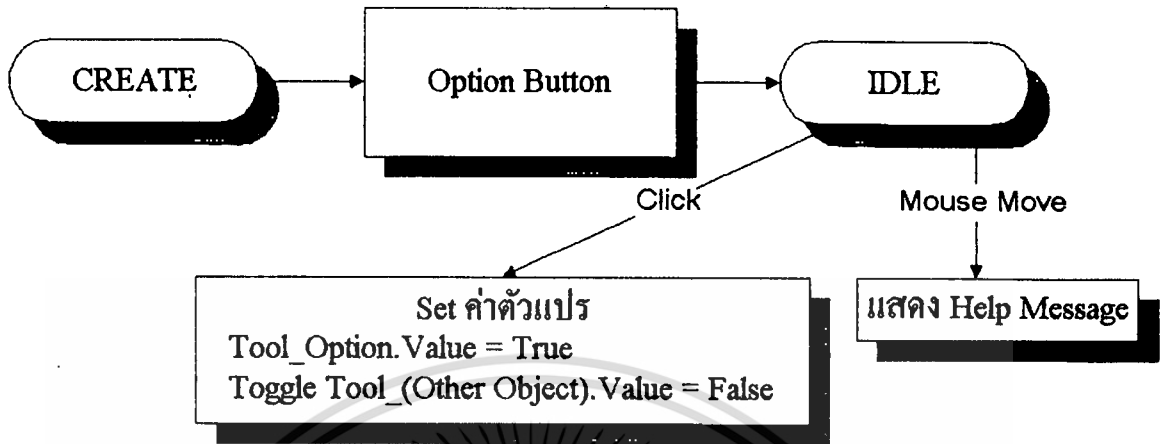 CREATE
Option Button
IDLE
Click
Mouse Move
Set ค่าตัวแปร
Tool_Option.Value = True
Toggle Tool_(Other Object).Value = False
แสดง Help Message